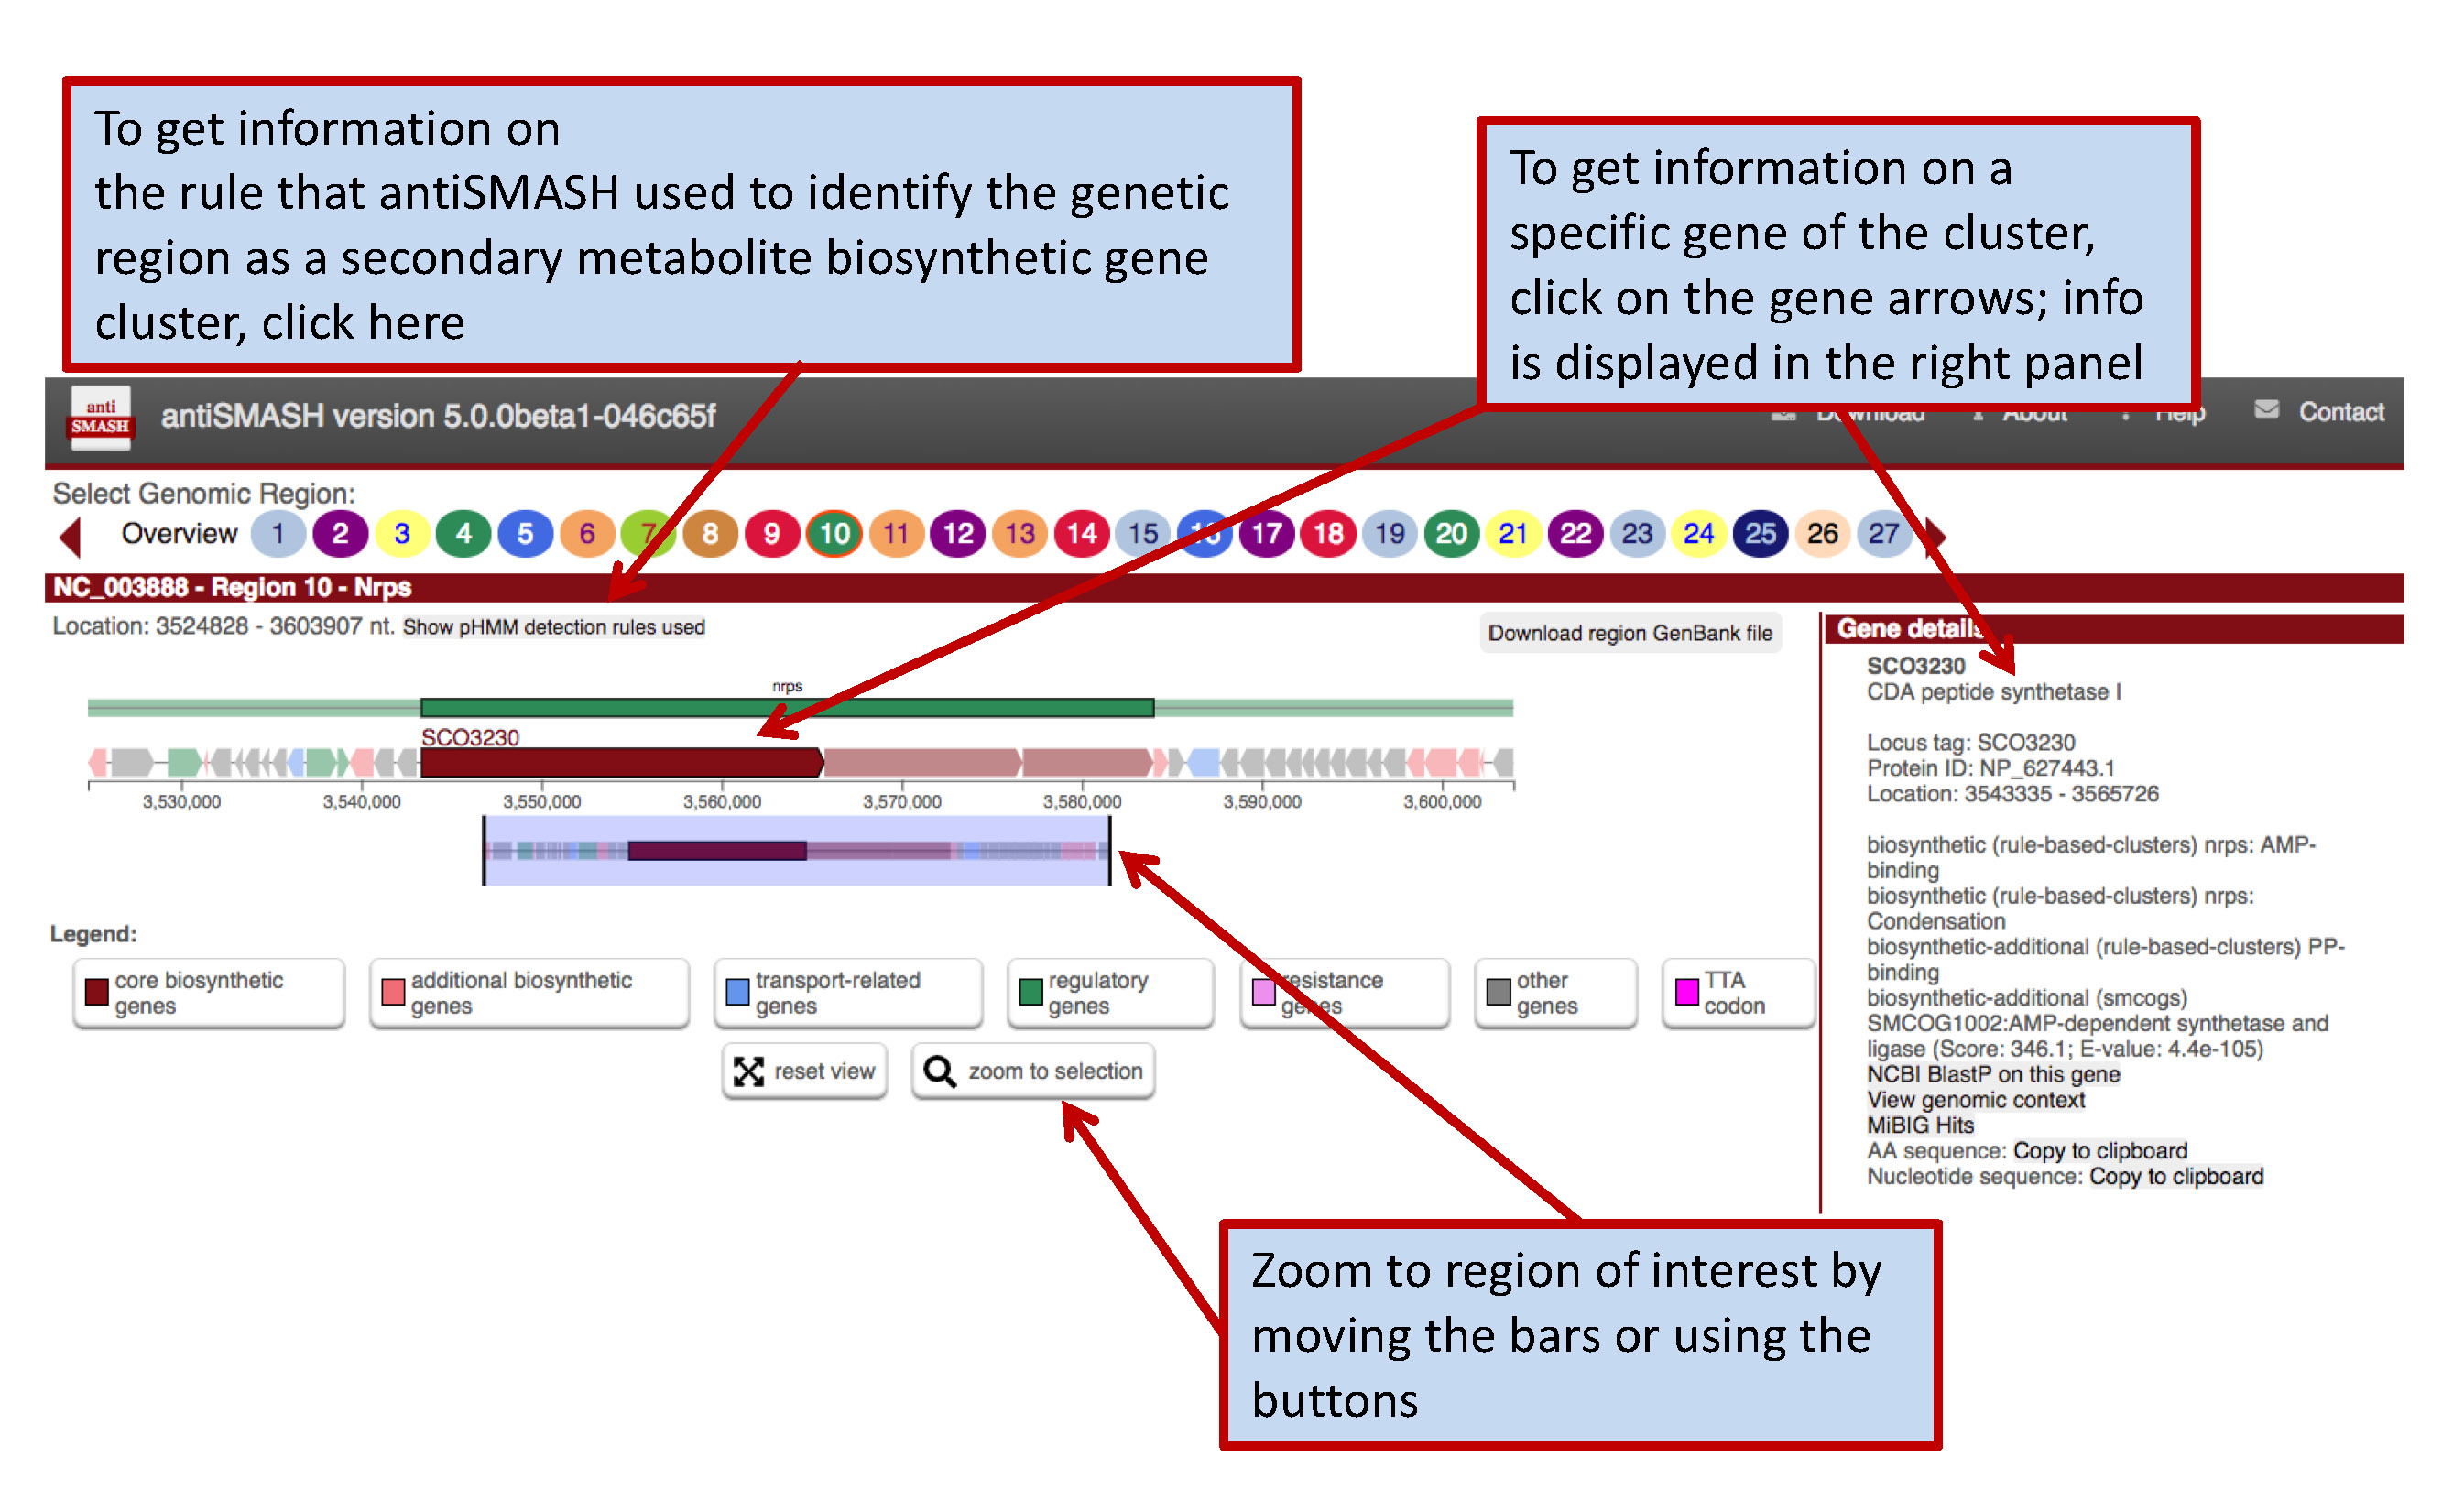 To get information on
the rule that antiSMASH used to identify the genetic
region as a secondary metabolite biosynthetic gene
cluster, click here
To get information on a
specific gene of the cluster,
click on the gene arrows; info
is displayed in the right panel
anti
SMASH
antiSMASH version 5.0.0beta1-046c65f
Download
About
Help
Contact
Select Genomic Region:
Overview 1 2 3 4 5 6 7 8 9 10 11 12 13 14 15 16 17 18 19 20 21 22 23 24 25 26 27
NC_003888 - Region 10 - Nrps
Location: 3524828 - 3603907 nt. Show pHMM detection rules used
Download region GenBank file
nrps
SCO3230
3,530,000 3,540,000 3,550,000 3,560,000 3,570,000 3,580,000 3,590,000 3,600,000
Legend:
core biosynthetic
genes
additional biosynthetic
genes
transport-related
genes
regulatory
genes
resistance
genes
other
genes
TTA
codon
reset view
zoom to selection
Gene details
SCO3230
CDA peptide synthetase I
Locus tag: SCO3230
Protein ID: NP_627443.1
Location: 3543335 - 3565726
biosynthetic (rule-based-clusters) nrps: AMP-
binding
biosynthetic (rule-based-clusters) nrps:
Condensation
biosynthetic-additional (rule-based-clusters) PP-
binding
biosynthetic-additional (smcogs)
SMCOG1002:AMP-dependent synthetase and
ligase (Score: 346.1; E-value: 4.4e-105)
NCBI BlastP on this gene
View genomic context
MiBIG Hits
AA sequence: Copy to clipboard
Nucleotide sequence: Copy to clipboard
Zoom to region of interest by
moving the bars or using the
buttons